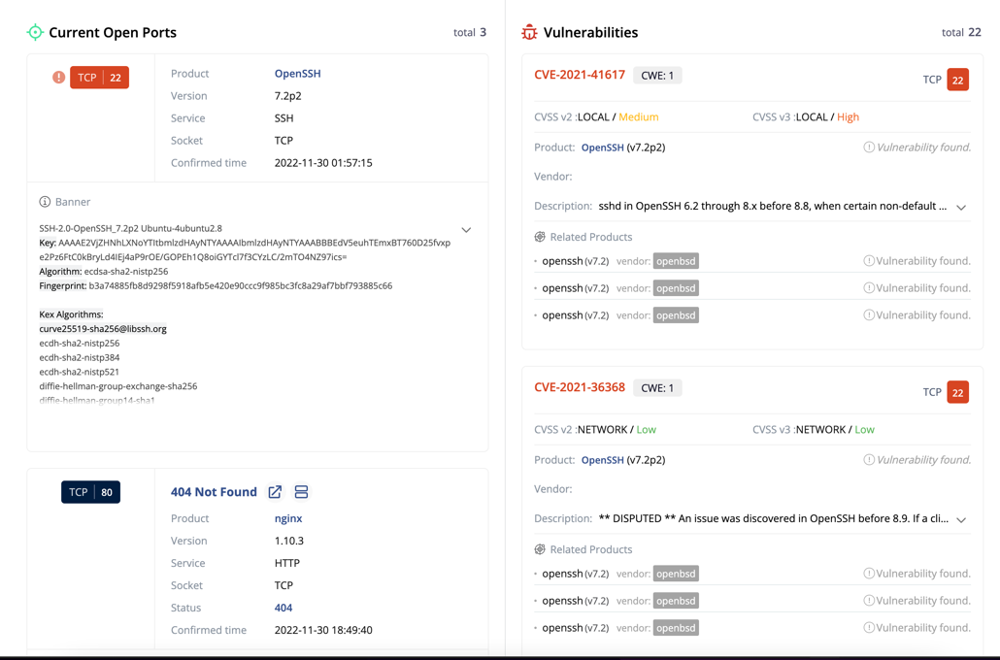 Current Open Ports
total 3
TCP 22
Product OpenSSH
Version 7.2p2
Service SSH
Socket TCP
Confirmed time 2022-11-30 01:57:15
Banner
SSH-2.0-OpenSSH_7.2p2 Ubuntu-4ubuntu2.8
Key: AAAAE2VjZHNhLXNoYTItbmlzdHAyNTYAAAAIbmlzdHAyNTYAAABBBEdV5euhTEmxBT760D25fvxp
e2Pz6FtC0kBryLd4IEj4aP9rOE/GOPEh1Q8oiGYTcI7f3CYzLC/2mTO4NZ97ics=
Algorithm: ecdsa-sha2-nistp256
Fingerprint: b3a74885fb8d9298f5918afb5e420e90ccc9f985bc3fc8a29af7bbf793885c66
Kex Algorithms:
curve25519-sha256@libssh.org
ecdh-sha2-nistp256
ecdh-sha2-nistp384
ecdh-sha2-nistp521
diffie-hellman-group-exchange-sha256
diffie-hellman-group14-sha1
TCP 80
404 Not Found
Product nginx
Version 1.10.3
Service HTTP
Socket TCP
Status 404
Confirmed time 2022-11-30 18:49:40
Vulnerabilities
total 22
CVE-2021-41617 CWE: 1
TCP 22
CVSS v2 :LOCAL / Medium CVSS v3 :LOCAL / High
Product: OpenSSH (v7.2p2) Vulnerability found.
Vendor:
Description: sshd in OpenSSH 6.2 through 8.x before 8.8, when certain non-default ...
Related Products
openssh (v7.2) vendor: openbsd Vulnerability found.
openssh (v7.2) vendor: openbsd Vulnerability found.
openssh (v7.2) vendor: openbsd Vulnerability found.
CVE-2021-36368 CWE: 1
TCP 22
CVSS v2 :NETWORK / Low CVSS v3 :NETWORK / Low
Product: OpenSSH (v7.2p2) Vulnerability found.
Vendor:
Description: ** DISPUTED ** An issue was discovered in OpenSSH before 8.9. If a cli...
Related Products
openssh (v7.2) vendor: openbsd Vulnerability found.
openssh (v7.2) vendor: openbsd Vulnerability found.
openssh (v7.2) vendor: openbsd Vulnerability found.